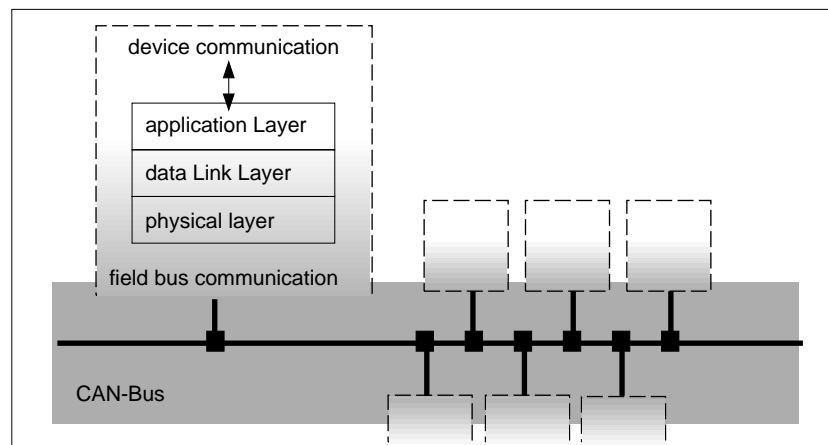 device communication
application Layer
data Link Layer
physical layer
field bus communication
CAN-Bus